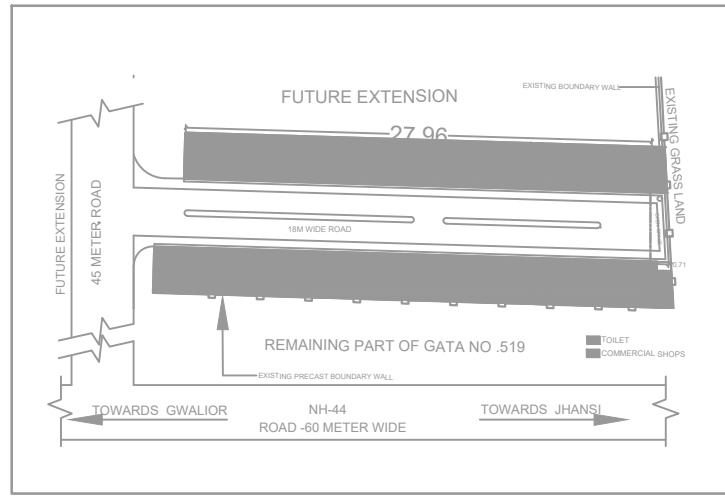 EXISTING BOUNDARY WALL
FUTURE EXTENSION
27.96
EXISTING GRASS LAND
FUTURE EXTENSION
45 METER ROAD
18M WIDE ROAD
0.71
REMAINING PART OF GATA NO .519
TOILET
COMMERCIAL SHOPS
EXISTING PRECAST BOUNDARY WALL
TOWARDS GWALIOR
NH-44
TOWARDS JHANSI
ROAD -60 METER WIDE